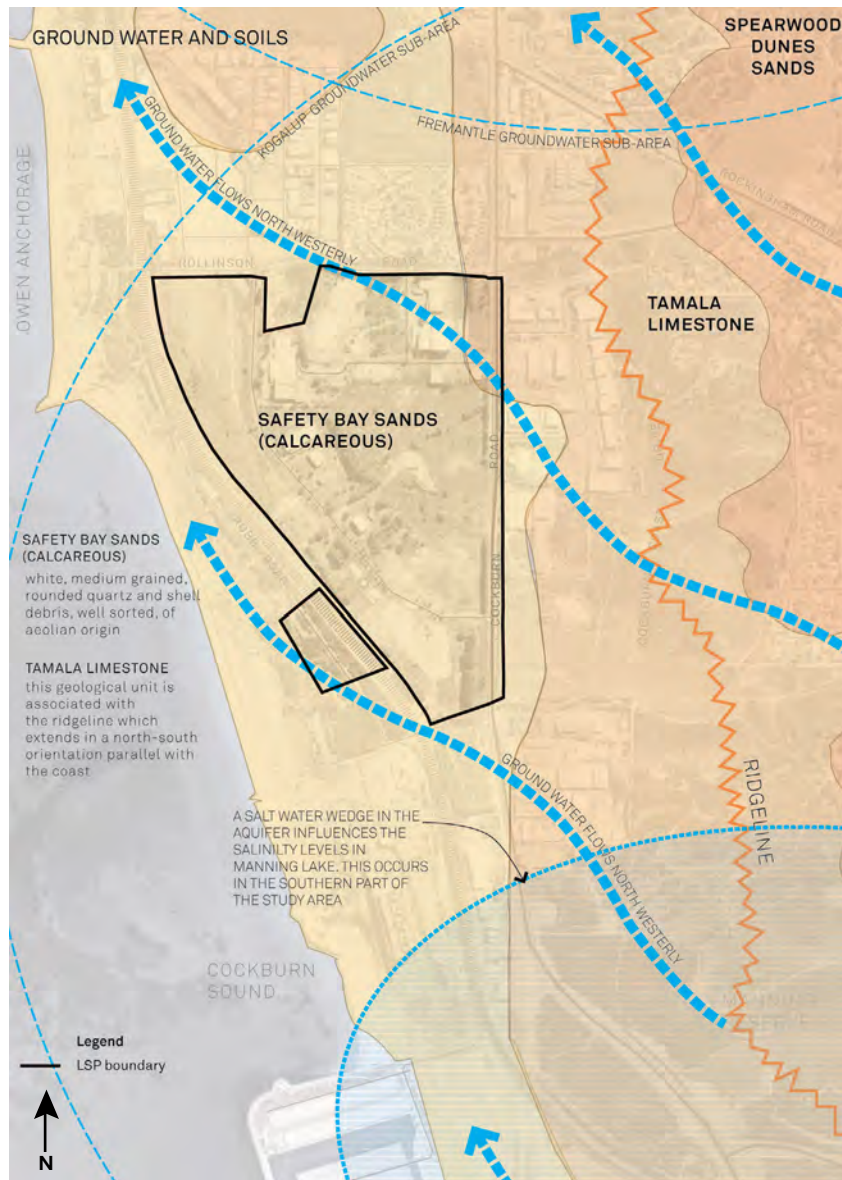 GROUND WATER AND SOILS
SPEARWOOD
DUNES
SANDS
KOGALUP GROUNDWATER SUB-AREA
FREMANTLE GROUNDWATER SUB-AREA
GROUND WATER FLOWS NORTH WESTERLY
ROCKINGHAM ROAD
OWEN ANCHORAGE
ROLLINSON
ROAD
TAMALA
LIMESTONE
SAFETY BAY SANDS
(CALCAREOUS)
ROAD
COCKBURN
SAFETY BAY SANDS
(CALCAREOUS)
white, medium grained,
rounded quartz and shell
debris, well sorted, of
aeolian origin
TAMALA LIMESTONE
this geological unit is
associated with
the ridgeline which
extends in a north-south
orientation parallel with
the coast
RIDGELINE
GROUND WATER FLOWS NORTH WESTERLY
A SALT WATER WEDGE IN THE
AQUIFER INFLUENCES THE
SALINILTY LEVELS IN
MANNING LAKE. THIS OCCURS
IN THE SOUTHERN PART OF
THE STUDY AREA
COCKBURN
SOUND
Legend
LSP boundary
N